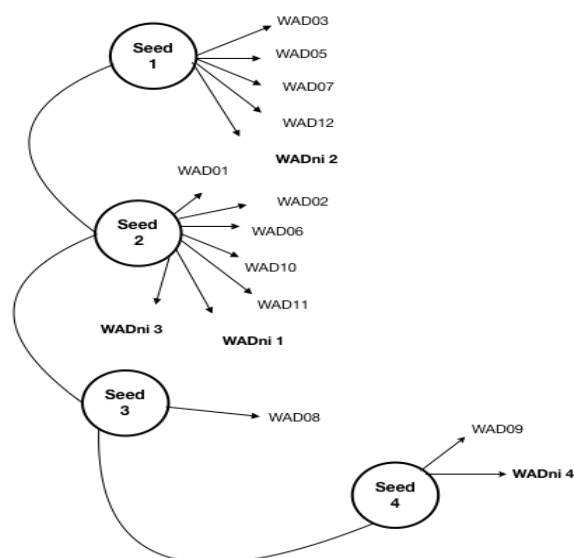 WAD03
Seed
1
WAD05
WAD07
WAD12
WADni 2
WAD01
WAD02
Seed
2
WAD06
WAD10
WAD11
WADni 3
WADni 1
Seed
3
WAD08
WAD09
WADni 4
Seed
4